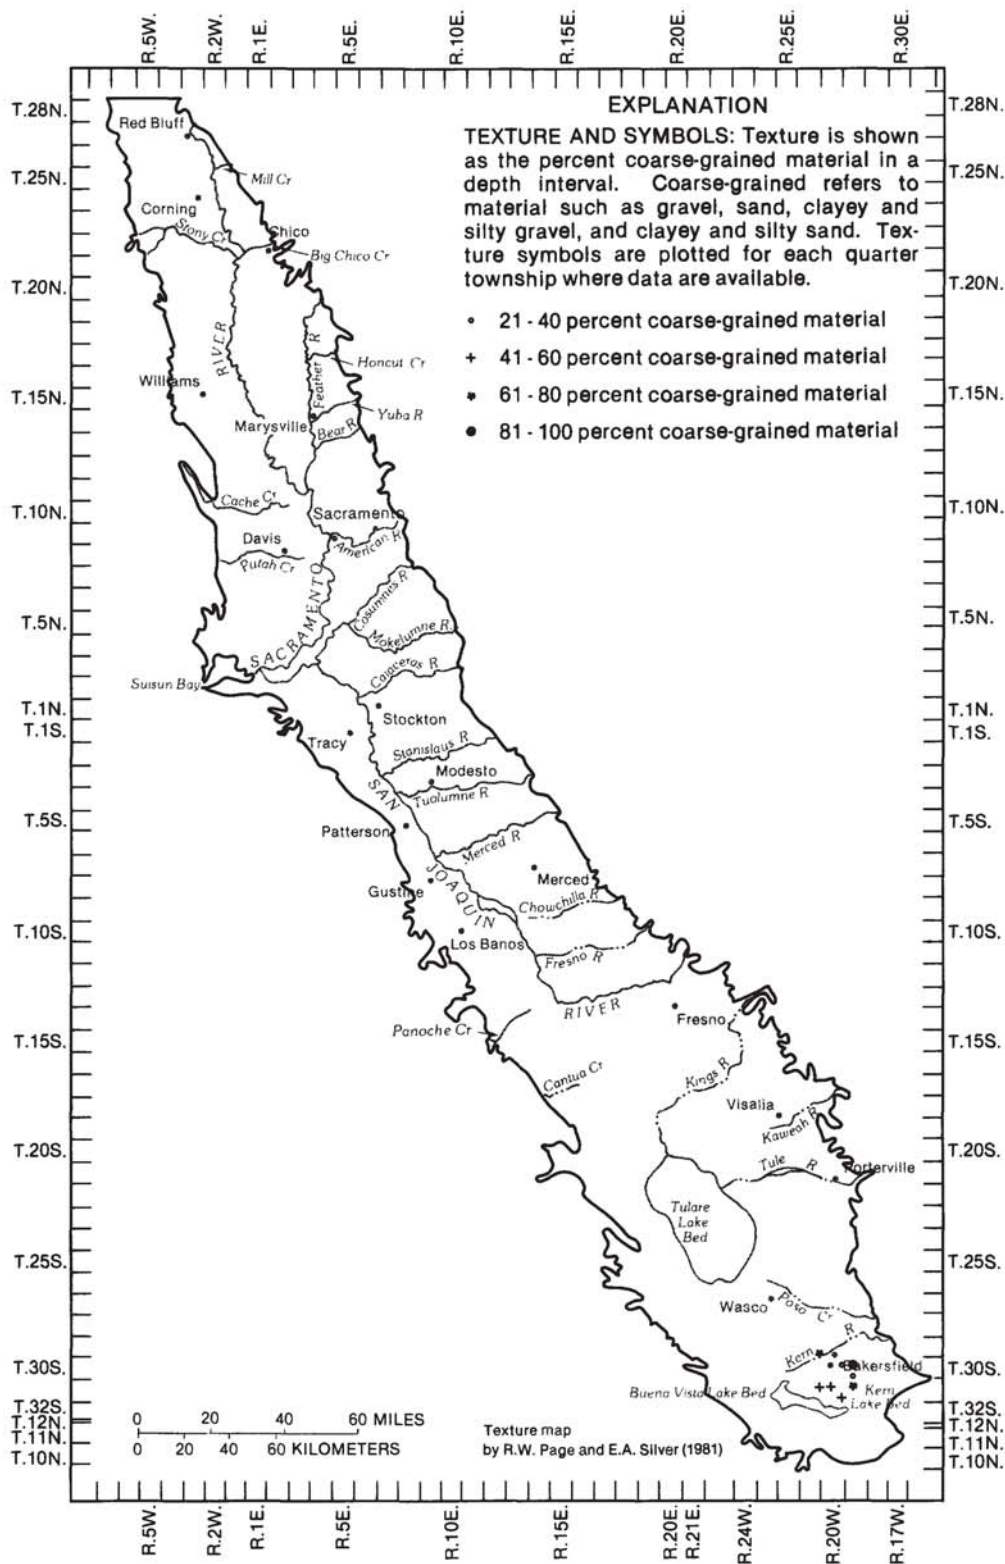 R.5W.
R.2W.
R.1E.
R.5E.
R.10E.
R.15E.
R.20E.
R.25E.
R.30E.
T.28N.
T.25N.
T.20N.
T.15N.
T.10N.
T.5N.
T.1N.
T.1S.
T.5S.
T.10S.
T.15S.
T.20S.
T.25S.
T.30S.
T.32S.
T.12N.
T.11N.
T.10N.
EXPLANATION
TEXTURE AND SYMBOLS: Texture is shown
as the percent coarse-grained material in a
depth interval. Coarse-grained refers to
material such as gravel, sand, clayey and
silty gravel, and clayey and silty sand. Tex-
ture symbols are plotted for each quarter
township where data are available.
21 - 40 percent coarse-grained material
41 - 60 percent coarse-grained material
61 - 80 percent coarse-grained material
81 - 100 percent coarse-grained material
Red Bluff
Mill Cr
Corning
Stony Cr
Chico
Big Chico Cr
RIVER
Feather R
Honcut Cr
Williams
Marysville
Yuba R
Bear R
Cache Cr
Sacramento
Davis
American R
Putah Cr
SACRAMENTO
Cosumnes R
Mokelumne R
Calaceras R
Suisun Bay
Stockton
Tracy
Stanislaus R
Modesto
Tuolumne R
SAN
Patterson
Merced R
JOAQUIN
Merced
Gustine
Chowchilla R
Los Banos
Fresno R
RIVER
Fresno
Panoche Cr
Cantua Cr
Kings R
Visalia
Kaweah R
Tule R
Porterville
Tulare
Lake
Bed
Wasco
Poso Cr
Kern R
Bakersfield
Buena Vista Lake Bed
Kern
Lake Bed
0 20 40 60 MILES
0 20 40 60 KILOMETERS
Texture map
by R.W. Page and E.A. Silver (1981)
T.28N.
T.25N.
T.20N.
T.15N.
T.10N.
T.5N.
T.1N.
T.1S.
T.5S.
T.10S.
T.15S.
T.20S.
T.25S.
T.30S.
T.32S.
T.12N.
T.11N.
T.10N.
R.5W.
R.2W.
R.1E.
R.5E.
R.10E.
R.15E.
R.20E.
R.21E.
R.24W.
R.20W.
R.17W.